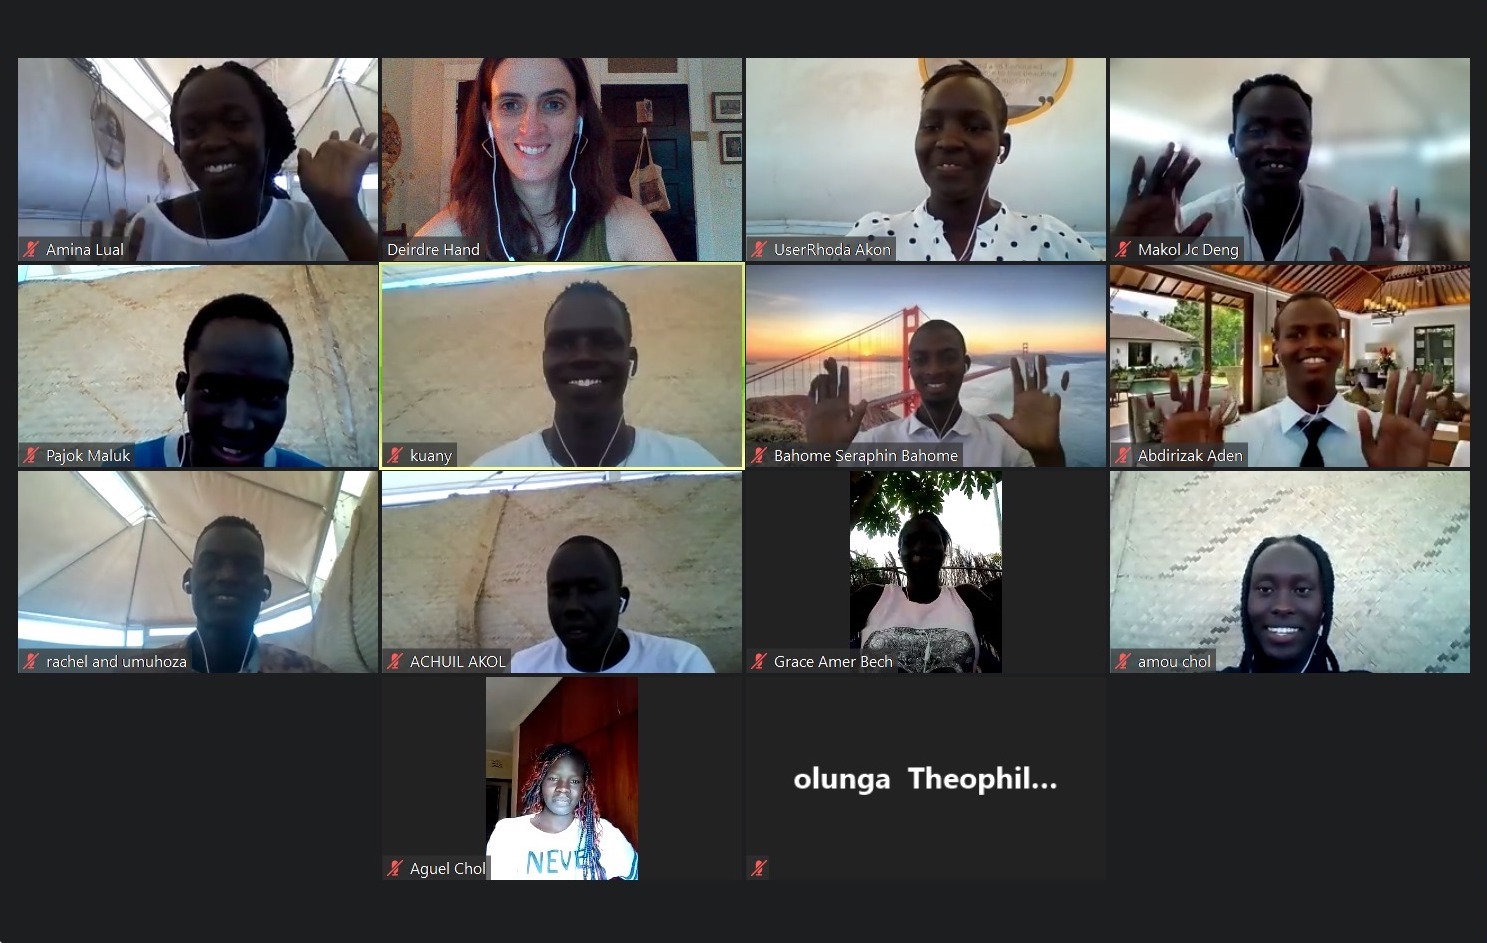 Amina Lual
Deirdre Hand
UserRhoda Akon
Makol Jc Deng
Pajok Maluk
kuany
Bahome Seraphin Bahome
Abdirizak Aden
rachel and umuhoza
ACHUIL AKOL
Grace Amer Bech
amou chol
NEVE
Aguel Chol
olunga Theophil...